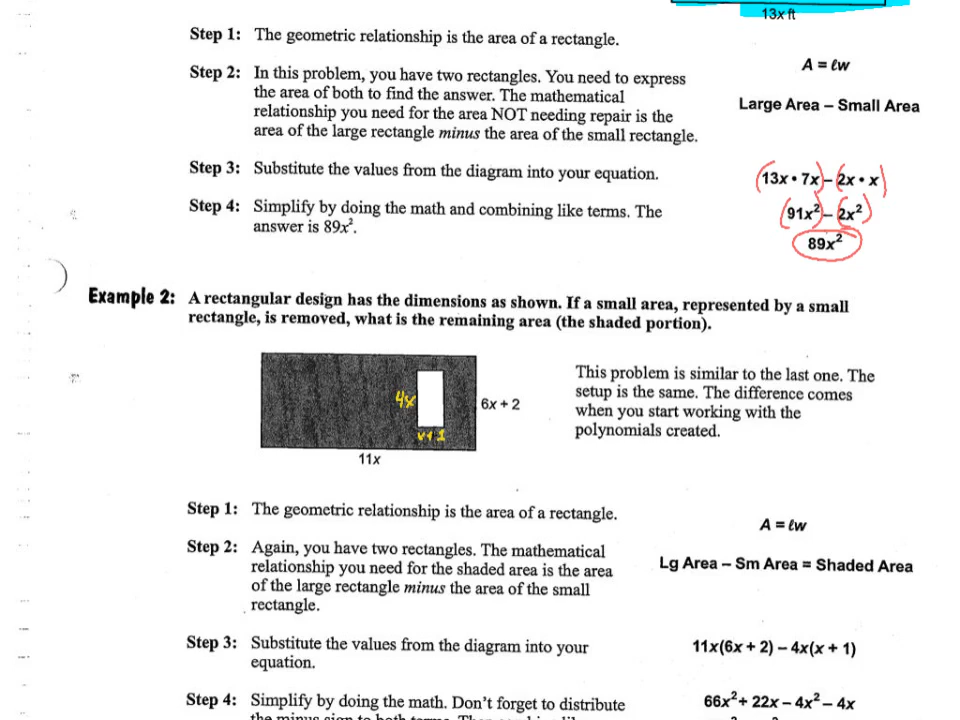 13x ft
Step 1: The geometric relationship is the area of a rectangle.
A = ℓw
Step 2: In this problem, you have two rectangles. You need to express
the area of both to find the answer. The mathematical
relationship you need for the area NOT needing repair is the
area of the large rectangle minus the area of the small rectangle.
Large Area – Small Area
Step 3: Substitute the values from the diagram into your equation.
(13x • 7x) – (2x • x)
Step 4: Simplify by doing the math and combining like terms. The
answer is 89x².
(91x²) – (2x²)
89x²
Example 2: A rectangular design has the dimensions as shown. If a small area, represented by a small
rectangle, is removed, what is the remaining area (the shaded portion).
4x
x+1
6x + 2
11x
This problem is similar to the last one. The
setup is the same. The difference comes
when you start working with the
polynomials created.
Step 1: The geometric relationship is the area of a rectangle.
A = ℓw
Step 2: Again, you have two rectangles. The mathematical
relationship you need for the shaded area is the area
of the large rectangle minus the area of the small
rectangle.
Lg Area – Sm Area = Shaded Area
Step 3: Substitute the values from the diagram into your
equation.
11x(6x + 2) – 4x(x + 1)
Step 4: Simplify by doing the math. Don't forget to distribute
66x² + 22x – 4x² – 4x